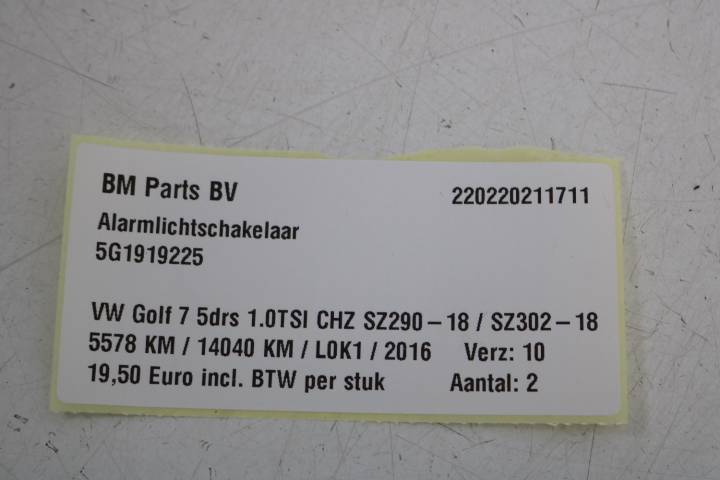 BM Parts BV 220220211711
Alarmlichtschakelaar
5G1919225
VW Golf 7 5drs 1.0TSI CHZ SZ290-18 / SZ302-18
5578 KM / 14040 KM / L0K1 / 2016 Verz: 10
19,50 Euro incl. BTW per stuk Aantal: 2